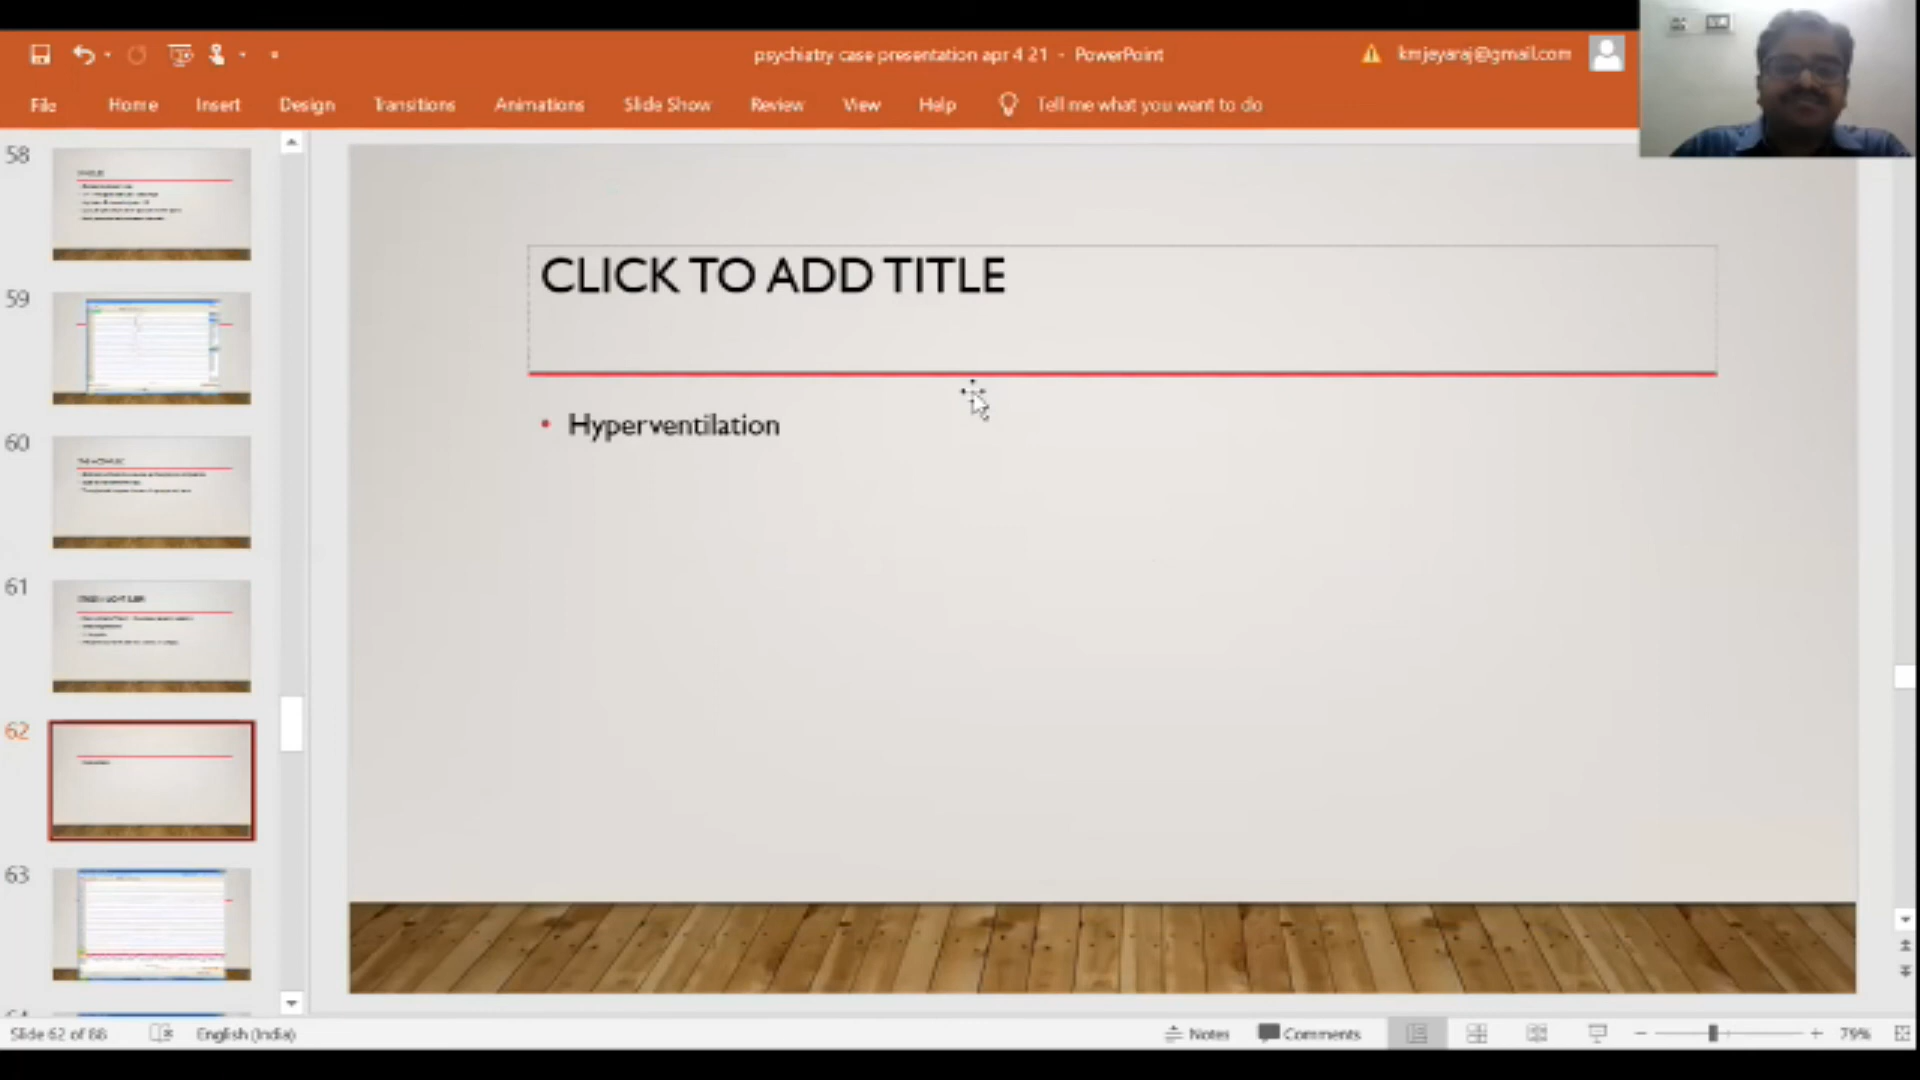 psychiatry case presentation apr 4 21 - PowerPoint
kmjeyaraj@gmail.com
File Home Insert Design Transitions Animations Slide Show Review View Help Tell me what you want to do
58
59
60
61
62
63
CLICK TO ADD TITLE
• Hyperventilation
Slide 62 of 88 English (India) Notes Comments 79%